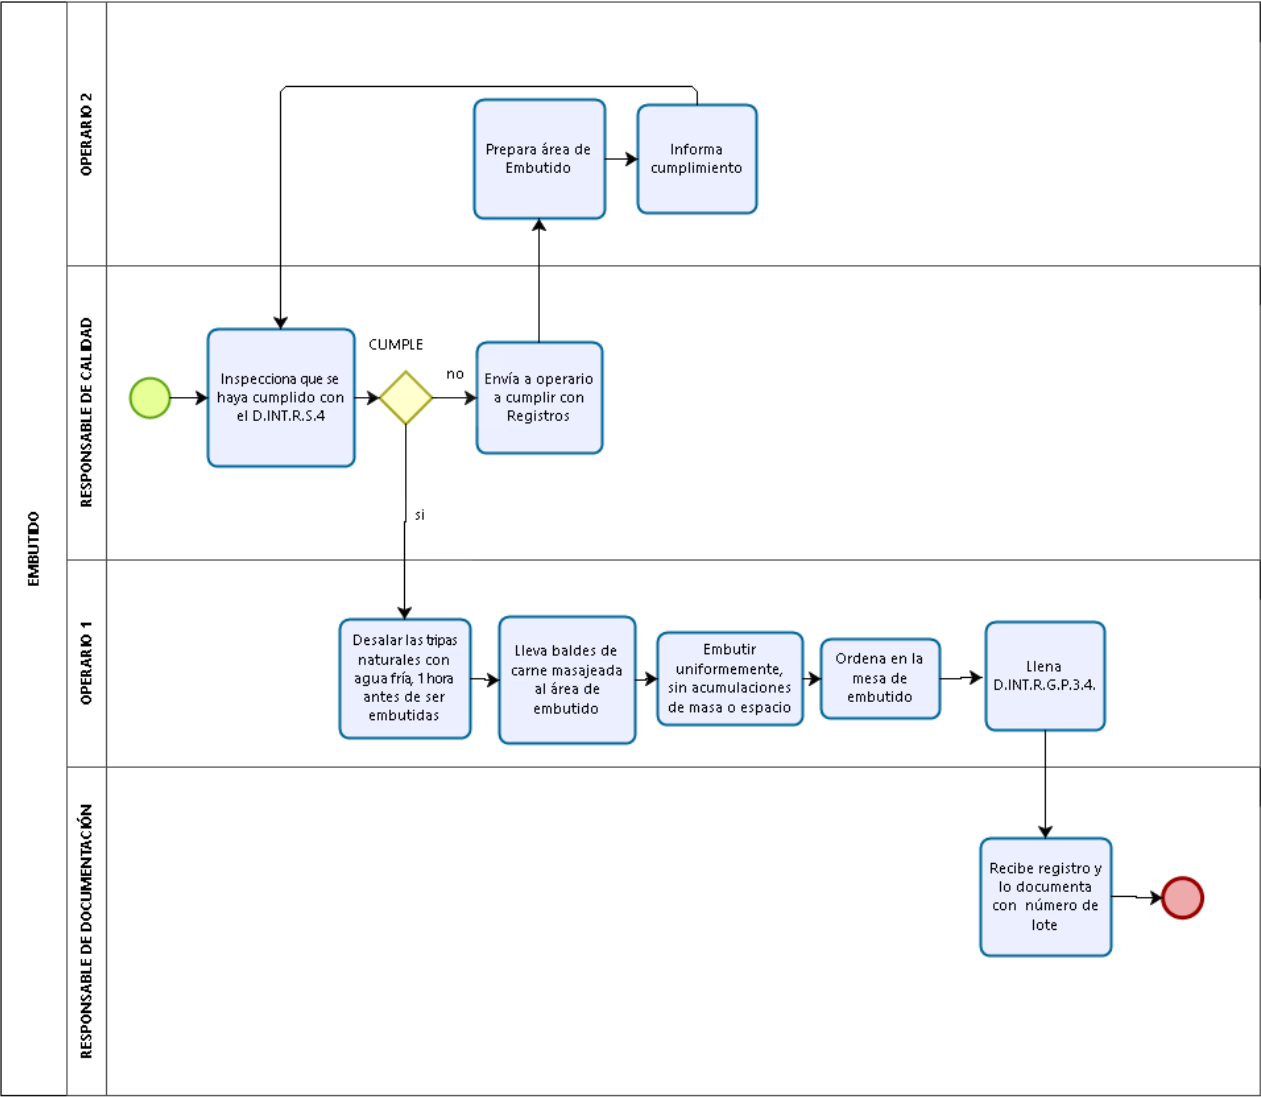 EMBUTIDO
OPERARIO 2
Prepara área de
Embutido
Informa
cumplimiento
RESPONSABLE DE CALIDAD
Inspecciona que se
haya cumplido con
el D.INT.R.S.4
CUMPLE
no
Envía a operario
a cumplir con
Registros
si
OPERARIO 1
Desalar las tripas
naturales con
agua fría, 1 hora
antes de ser
embutidas
Lleva baldes de
carne masajeada
al área de
embutido
Embutir
uniformemente,
sin acumulaciones
de masa o espacio
Ordena en la
mesa de
embutido
Llena
D.INT.R.G.P.3.4.
RESPONSABLE DE DOCUMENTACIÓN
Recibe registro y
lo documenta
con número de
lote